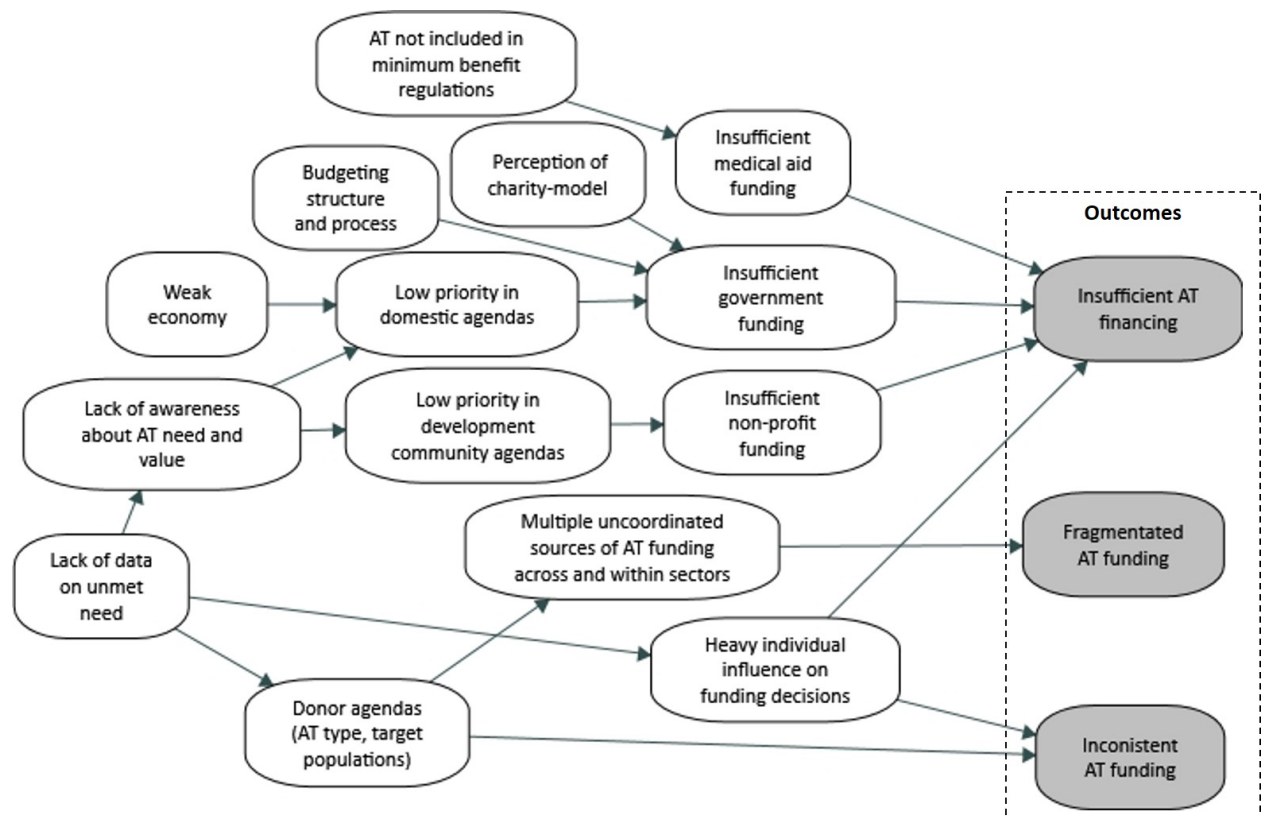 AT not included in
minimum benefit
regulations
Insufficient
medical aid
funding
Perception of
charity-model
Budgeting
structure
and process
Outcomes
Weak
economy
Low priority in
domestic agendas
Insufficient
government
funding
Insufficient AT
financing
Lack of awareness
about AT need and
value
Low priority in
development
community agendas
Insufficient
non-profit
funding
Multiple uncoordinated
sources of AT funding
across and within sectors
Fragmentated
AT funding
Lack of data
on unmet
need
Heavy individual
influence on
funding decisions
Donor agendas
(AT type, target
populations)
Inconistent
AT funding